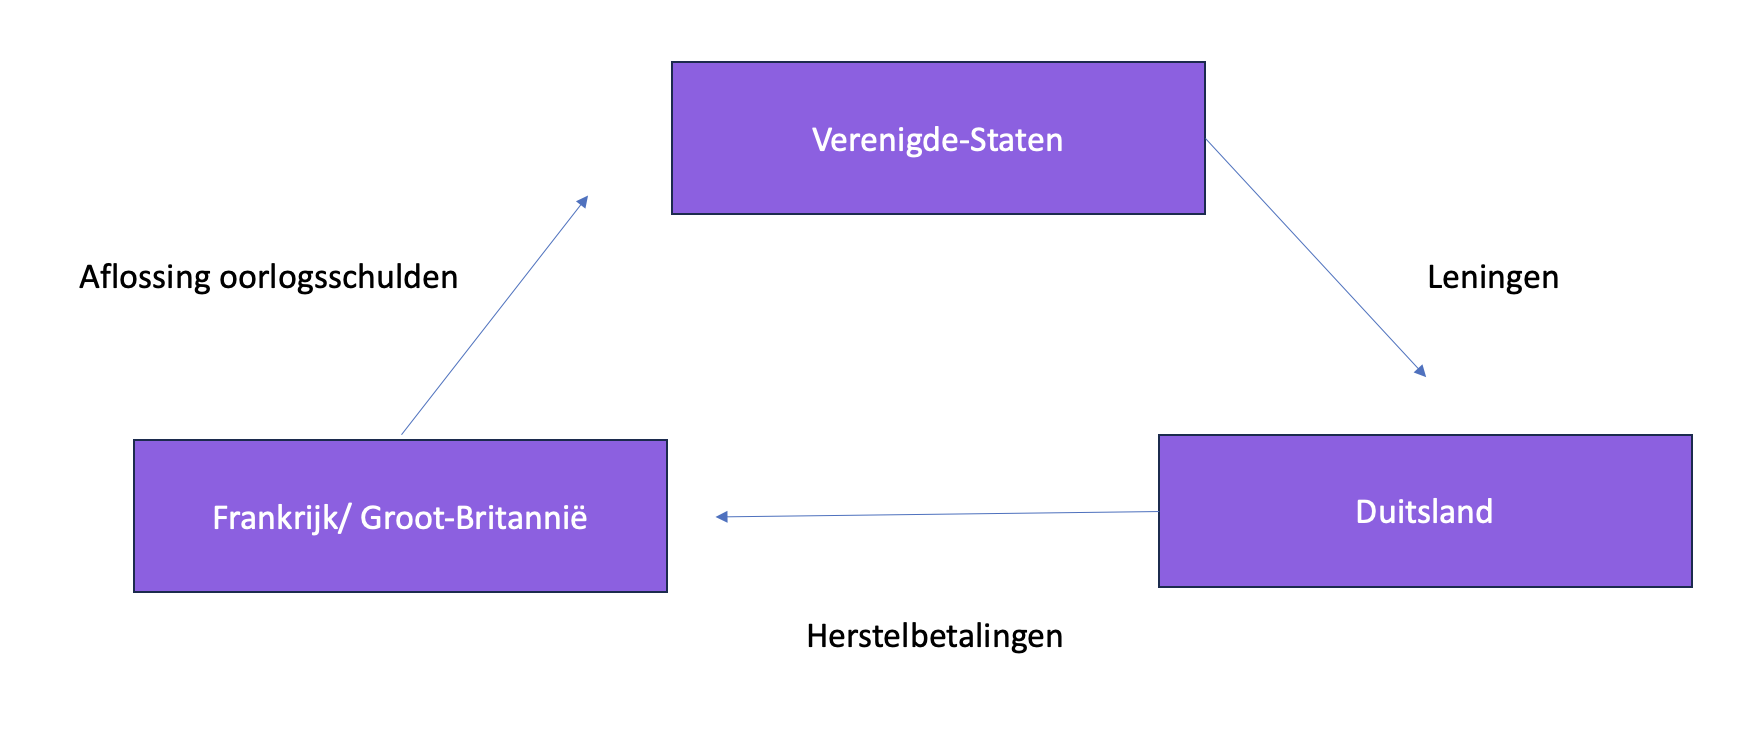 Verenigde-Staten
Aflossing oorlogsschulden
Leningen
Frankrijk/ Groot-Britannië
Duitsland
Herstelbetalingen